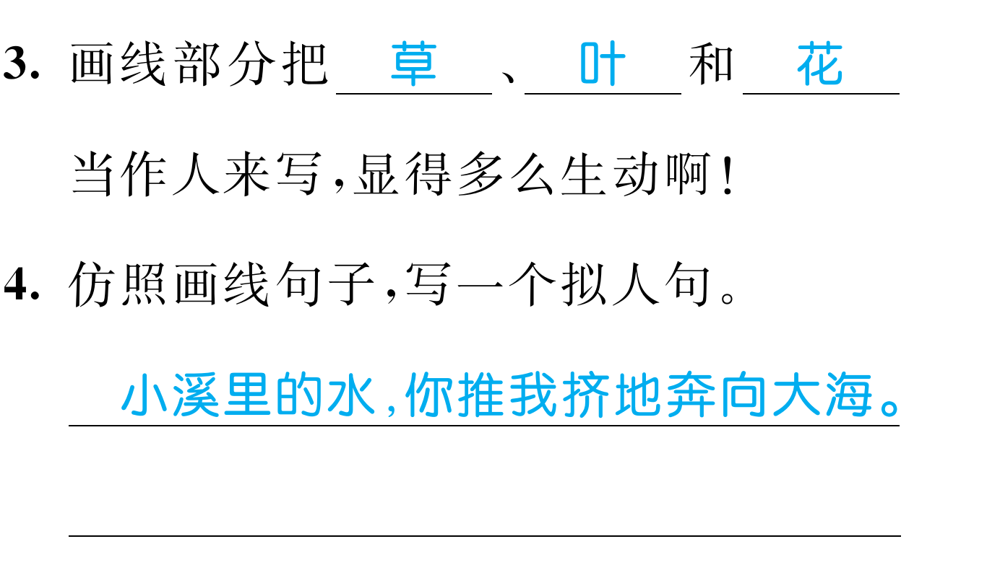 3. 画线部分把 草 、 叶 和 花
当作人来写,显得多么生动啊!
4. 仿照画线句子,写一个拟人句。
小溪里的水,你推我挤地奔向大海。